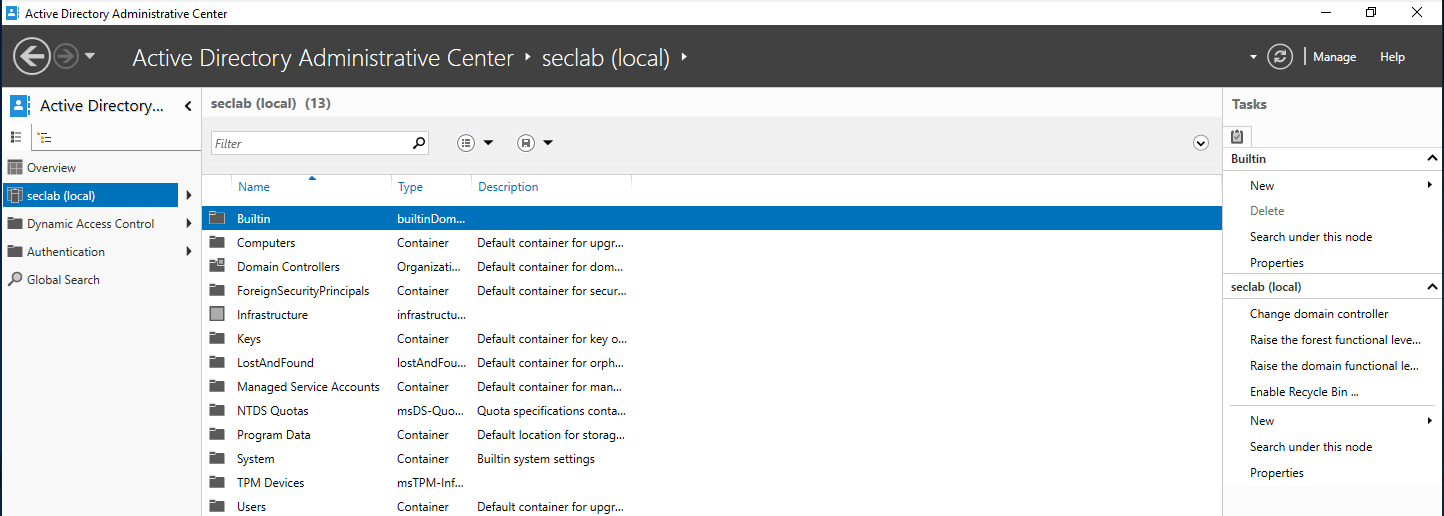 Active Directory Administrative Center
Active Directory Administrative Center seclab (local)
Manage Help
Active Directory...
Overview
seclab (local)
Dynamic Access Control
Authentication
Global Search
seclab (local) (13)
Filter
Name Type Description
Builtin builtinDom...
Computers Container Default container for upgr...
Domain Controllers Organizati... Default container for dom...
ForeignSecurityPrincipals Container Default container for secur...
Infrastructure infrastructu...
Keys Container Default container for key o...
LostAndFound lostAndFou... Default container for orph...
Managed Service Accounts Container Default container for man...
NTDS Quotas msDS-Quo... Quota specifications conta...
Program Data Container Default location for storag...
System Container Builtin system settings
TPM Devices msTPM-Inf...
Users Container Default container for upgr...
Tasks
Builtin
New
Delete
Search under this node
Properties
seclab (local)
Change domain controller
Raise the forest functional leve...
Raise the domain functional le...
Enable Recycle Bin ...
New
Search under this node
Properties